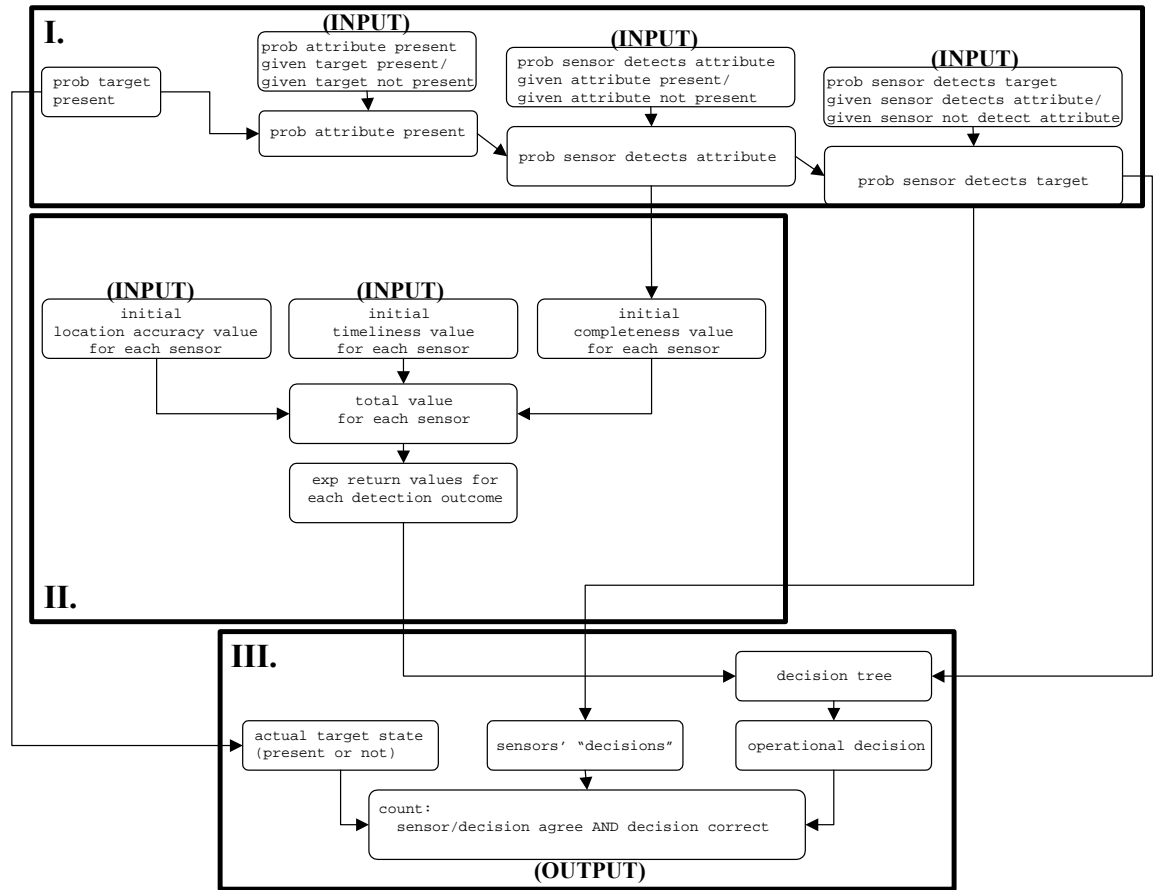 I.
(INPUT)
prob attribute present
given target present/
given target not present
(INPUT)
prob sensor detects attribute
given attribute present/
given attribute not present
(INPUT)
prob sensor detects target
given sensor detects attribute/
given sensor not detect attribute
prob target
present
prob attribute present
prob sensor detects attribute
prob sensor detects target
(INPUT)
initial
location accuracy value
for each sensor
(INPUT)
initial
timeliness value
for each sensor
initial
completeness value
for each sensor
total value
for each sensor
exp return values for
each detection outcome
II.
III.
decision tree
actual target state
(present or not)
sensors’ “decisions”
operational decision
count:
sensor/decision agree AND decision correct
(OUTPUT)